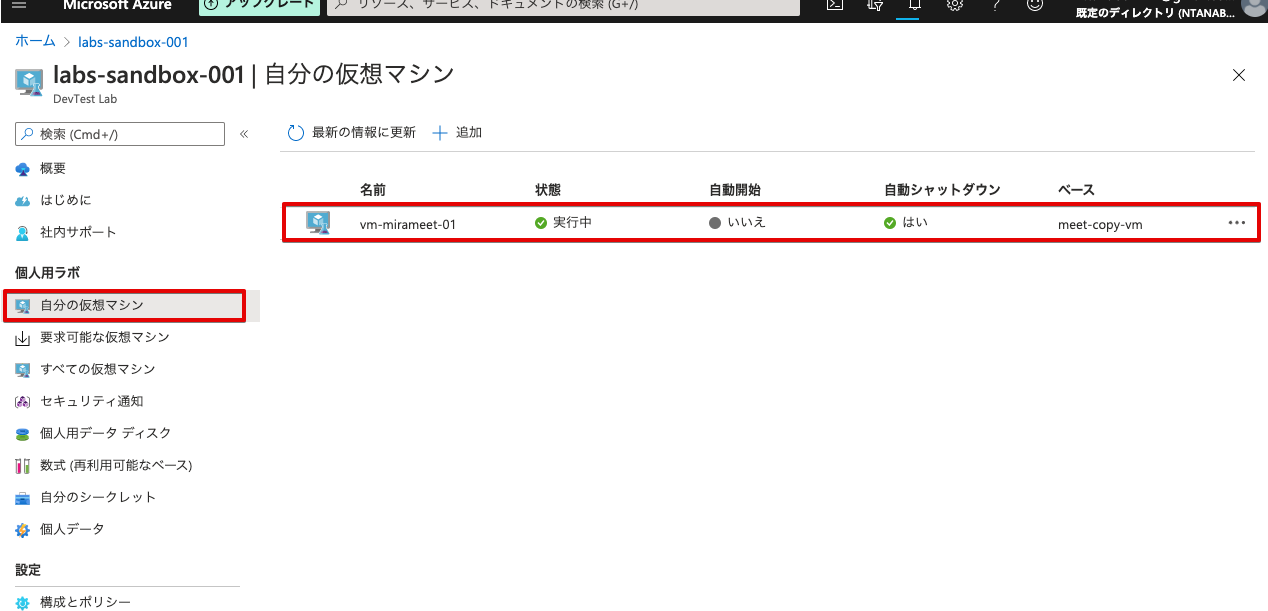 Microsoft Azure
アップグレード
リソース、サービス、ドキュメントの検索 (G+/)
既定のディレクトリ (NTANAB...
ホーム > labs-sandbox-001
labs-sandbox-001 | 自分の仮想マシン
DevTest Lab
検索 (Cmd+/)
«
最新の情報に更新
追加
概要
はじめに
社内サポート
個人用ラボ
自分の仮想マシン
要求可能な仮想マシン
すべての仮想マシン
セキュリティ通知
個人用データ ディスク
数式 (再利用可能なベース)
自分のシークレット
個人データ
設定
構成とポリシー
名前 状態 自動開始 自動シャットダウン ベース
vm-mirameet-01 実行中 いいえ はい meet-copy-vm ...